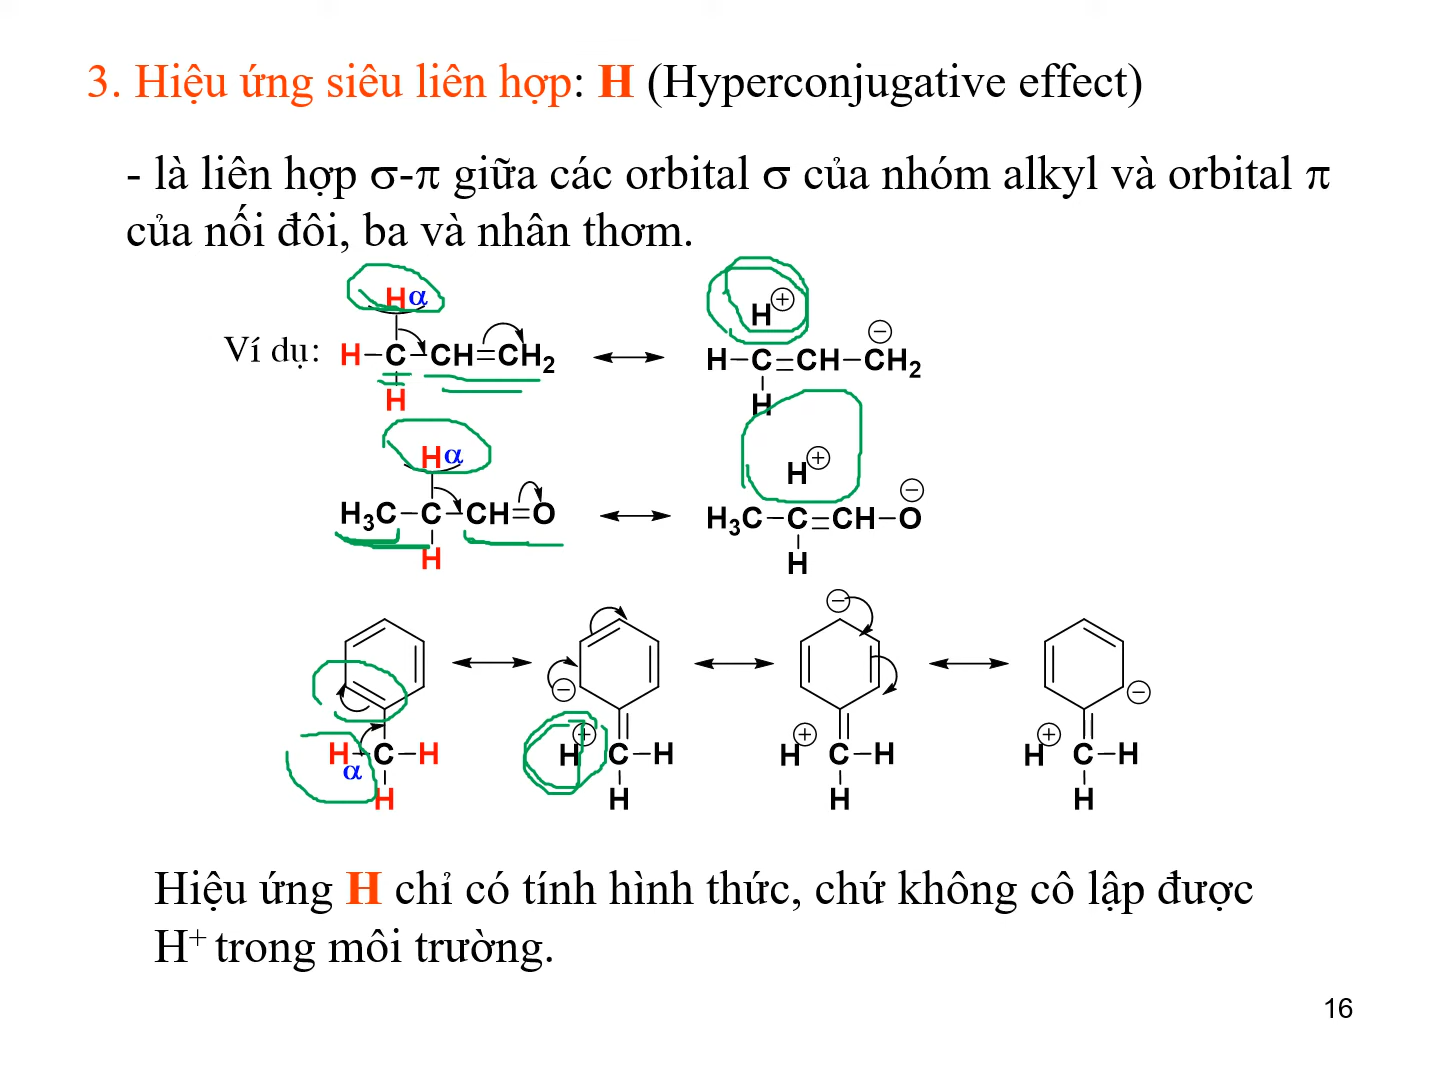 3. Hiệu ứng siêu liên hợp: H (Hyperconjugative effect)
- là liên hợp σ-π giữa các orbital σ của nhóm alkyl và orbital π
của nối đôi, ba và nhân thơm.
Ví dụ:
Hα
H–C–CH=CH2
H
H⊕
⊖
H–C=CH–CH2
H
Hα
H3C–C–CH=O
H
H⊕
⊖
H3C–C=CH–O
H
H–C–H
α
H
⊖
H⊕ C–H
H
⊖
H⊕ C–H
H
⊖
H⊕ C–H
H
Hiệu ứng H chỉ có tính hình thức, chứ không cô lập được
H+ trong môi trường.
16